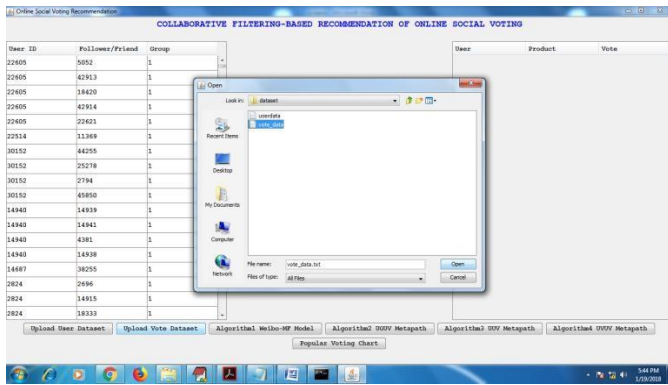 Online Social Voting Recommendation
COLLABORATIVE FILTERING-BASED RECOMMENDATION OF ONLINE SOCIAL VOTING
User ID Follower/Friend Group
22605 5052 1
22605 42913 1
22605 18420 1
22605 42914 1
22605 22621 1
22514 11369 1
30152 44255 1
30152 25278 1
30152 2794 1
30152 45850 1
14940 14939 1
14940 14941 1
14940 4381 1
14940 14938 1
14687 38255 1
2824 2696 1
2824 14915 1
2824 18333 1
User Product Vote
Open
Look in: dataset
userdata
vote_data
Recent Items
Desktop
My Documents
Computer
Network
File name: vote_data.txt
Files of type: All Files
Open
Cancel
Upload User Dataset Upload Vote Dataset Algorithm1 Weibo-MF Model Algorithm2 UGUV Metapath Algorithm3 UUV Metapath Algorithm4 UVUV Metapath
Popular Voting Chart
5:44 PM
1/19/2018